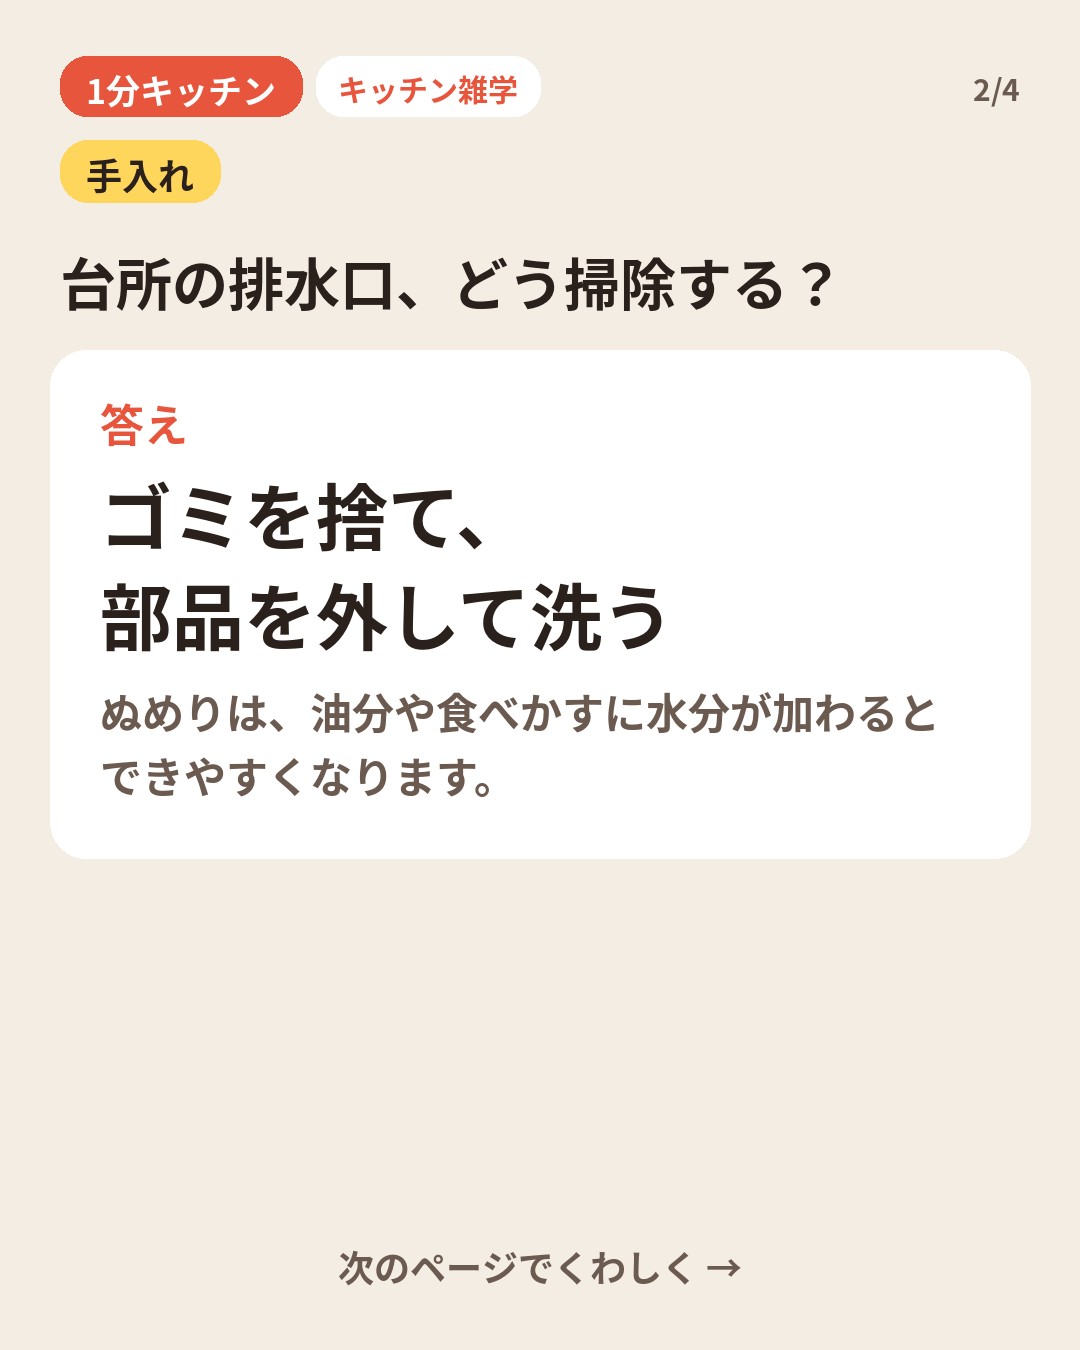 1分キッチン
キッチン雑学
2/4
手入れ
台所の排水口、どう掃除する？
答え
ゴミを捨て、
部品を外して洗う
ぬめりは、油分や食べかすに水分が加わると
できやすくなります。
次のページでくわしく →